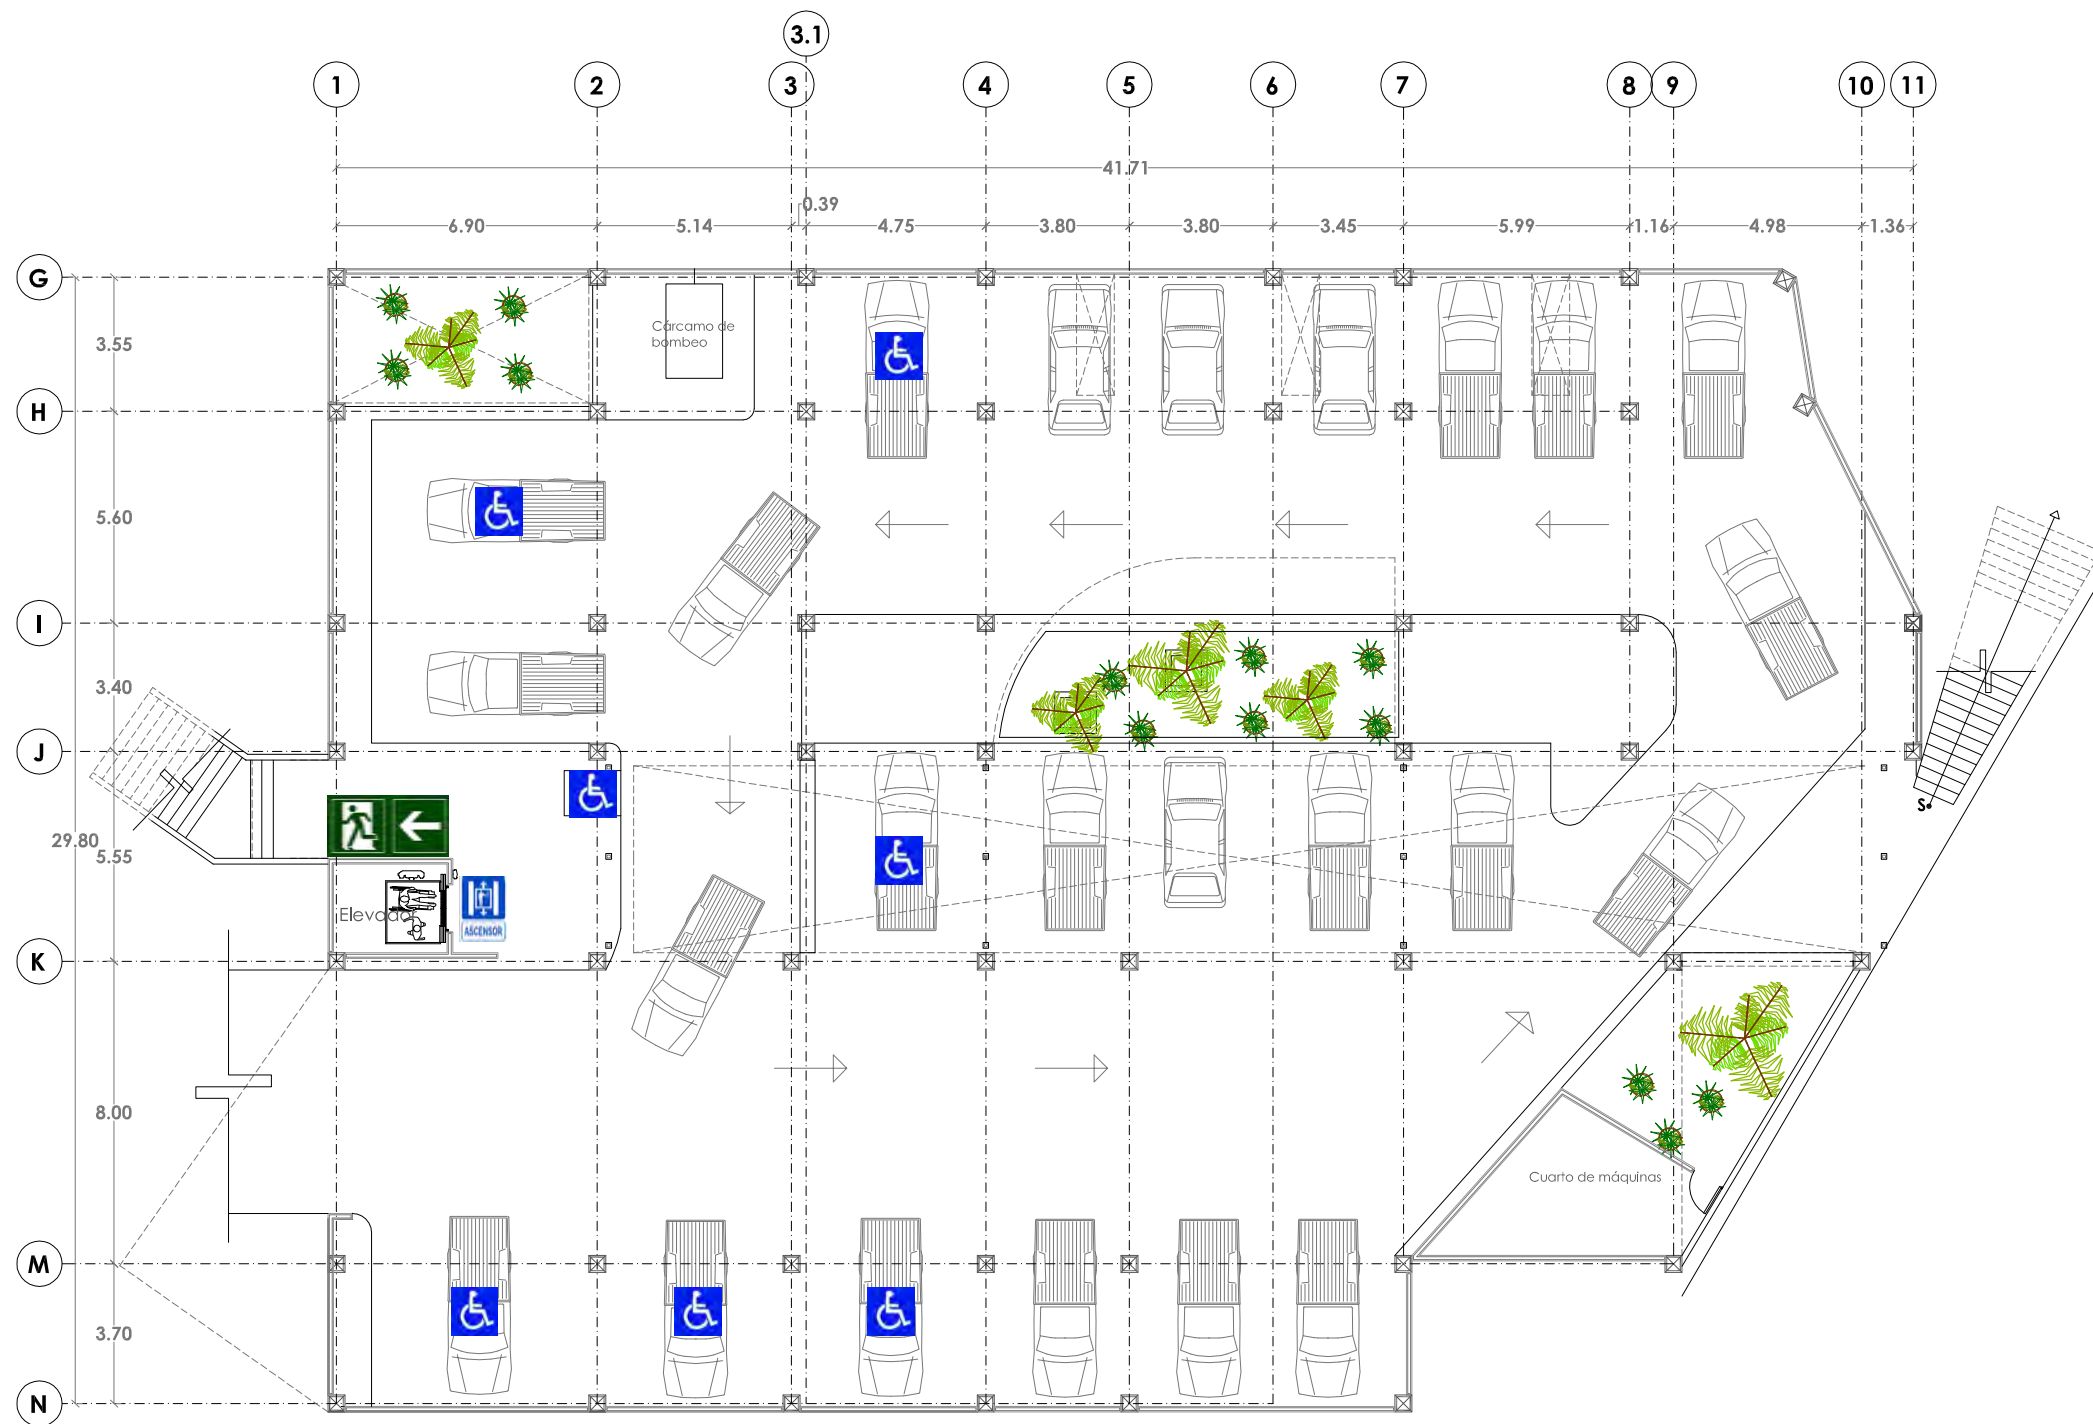 3.1
1
2
3
4
5
6
7
8
9
10
11
41.71
0.39
6.90
5.14
4.75
3.80
3.80
3.45
5.99
1.16
4.98
1.36
G
3.55
Cárcamo de
bombeo
H
5.60
I
3.40
J
S
29.80
5.55
Elevador
ASCENSOR
K
8.00
Cuarto de máquinas
M
3.70
N